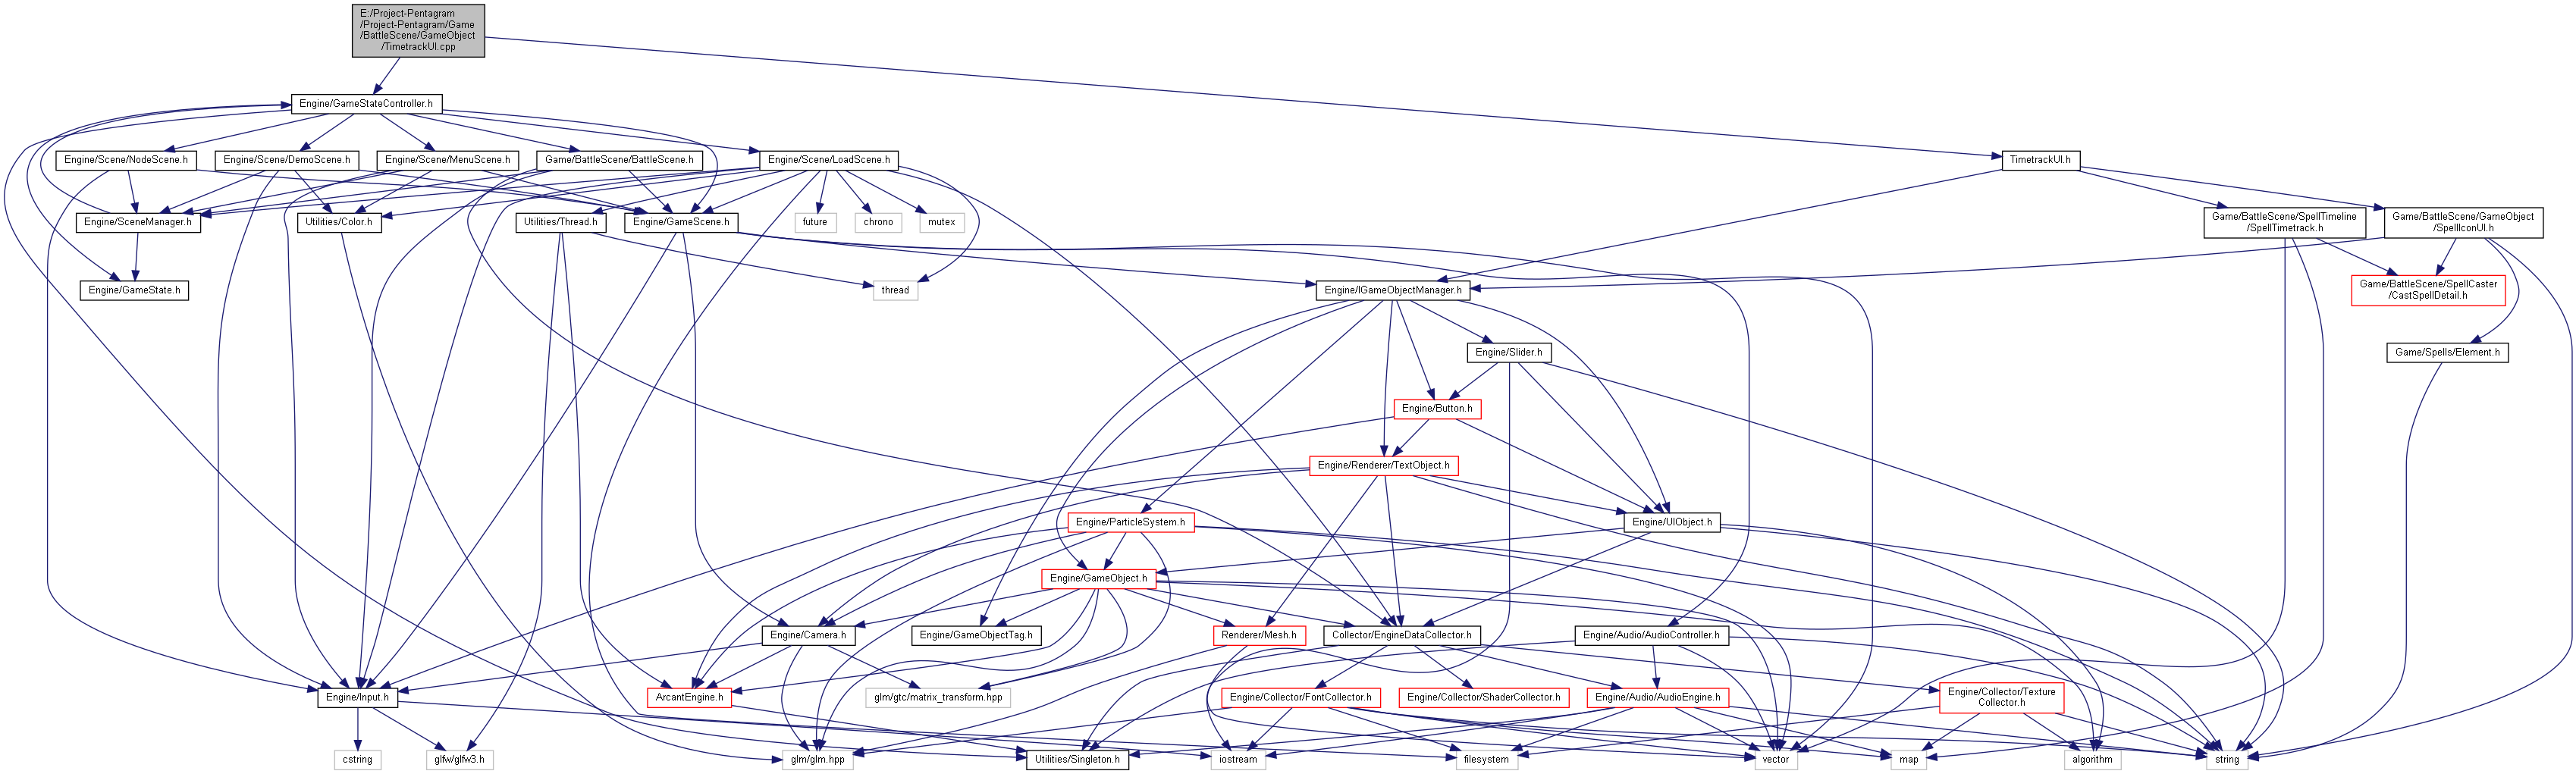 E:/Project-Pentagram
/Project-Pentagram/Game
/BattleScene/GameObject
/TimetrackUI.cpp
Engine/GameStateController.h
Engine/Scene/NodeScene.h
Engine/Scene/DemoScene.h
Engine/Scene/MenuScene.h
Game/BattleScene/BattleScene.h
Engine/Scene/LoadScene.h
TimetrackUI.h
Engine/SceneManager.h
Utilities/Color.h
Utilities/Thread.h
Engine/GameScene.h
future
chrono
mutex
Game/BattleScene/SpellTimeline
/SpellTimetrack.h
Game/BattleScene/GameObject
/SpellIconUI.h
Engine/GameState.h
thread
Engine/IGameObjectManager.h
Game/BattleScene/SpellCaster
/CastSpellDetail.h
Engine/Slider.h
Game/Spells/Element.h
Engine/Button.h
Engine/Renderer/TextObject.h
Engine/ParticleSystem.h
Engine/UIObject.h
Engine/GameObject.h
Engine/Camera.h
Engine/GameObjectTag.h
Renderer/Mesh.h
Collector/EngineDataCollector.h
Engine/Audio/AudioController.h
Engine/Input.h
ArcantEngine.h
glm/gtc/matrix_transform.hpp
Engine/Collector/FontCollector.h
Engine/Collector/ShaderCollector.h
Engine/Audio/AudioEngine.h
Engine/Collector/Texture
Collector.h
cstring
glfw/glfw3.h
glm/glm.hpp
Utilities/Singleton.h
iostream
filesystem
vector
map
algorithm
string